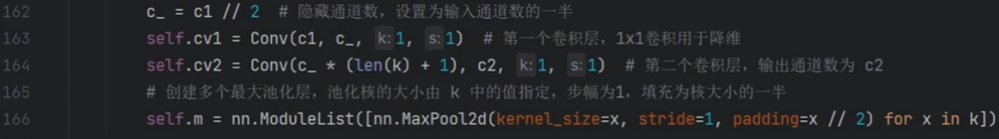 162 c_ = c1 // 2  # 隐藏通道数，设置为输入通道数的一半
163 self.cv1 = Conv(c1, c_, k:1, s:1)  # 第一个卷积层，1x1卷积用于降维
164 self.cv2 = Conv(c_ * (len(k) + 1), c2, k:1, s:1)  # 第二个卷积层，输出通道数为 c2
165 # 创建多个最大池化层，池化核的大小由 k 中的值指定，步幅为1，填充为核大小的一半
166 self.m = nn.ModuleList([nn.MaxPool2d(kernel_size=x, stride=1, padding=x // 2) for x in k])